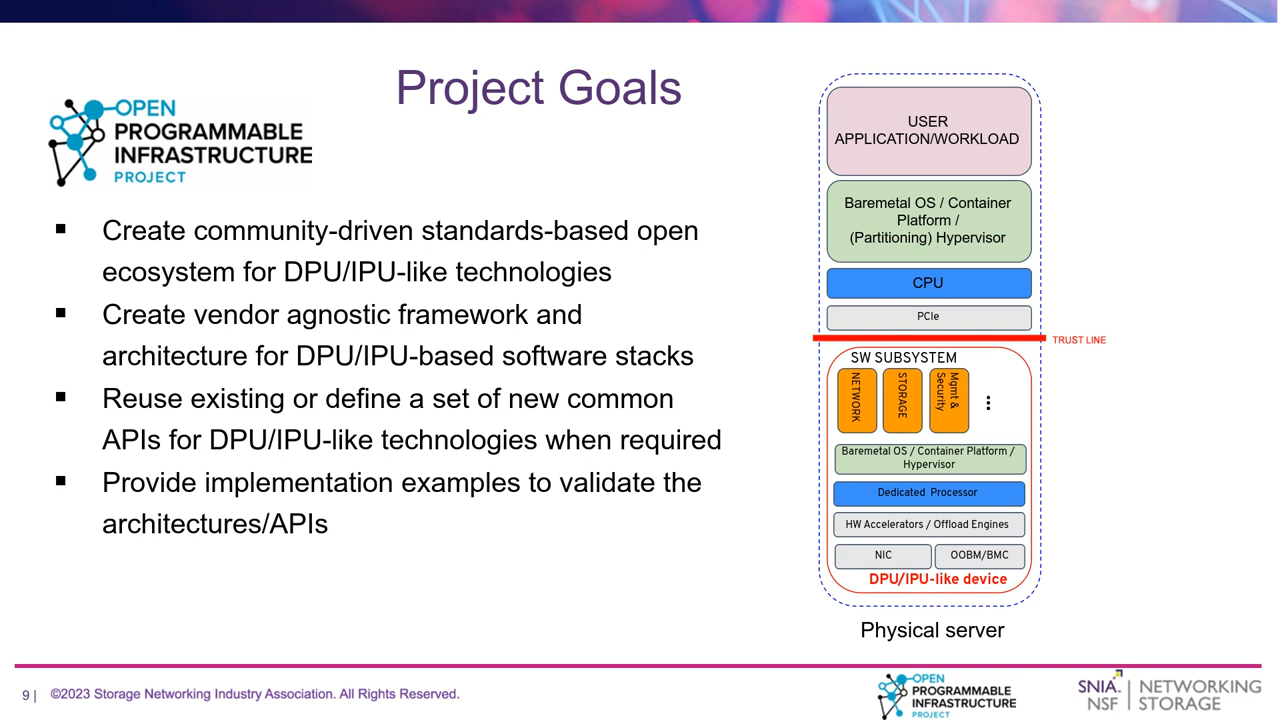 Project Goals
OPEN
PROGRAMMABLE
INFRASTRUCTURE
PROJECT
▪ Create community-driven standards-based open
ecosystem for DPU/IPU-like technologies
▪ Create vendor agnostic framework and
architecture for DPU/IPU-based software stacks
▪ Reuse existing or define a set of new common
APIs for DPU/IPU-like technologies when required
▪ Provide implementation examples to validate the
architectures/APIs
USER
APPLICATION/WORKLOAD
Baremetal OS / Container
Platform /
(Partitioning) Hypervisor
CPU
PCIe
TRUST LINE
SW SUBSYSTEM
NETWORK
STORAGE
Mgmt &
Security
...
Baremetal OS / Container Platform /
Hypervisor
Dedicated Processor
HW Accelerators / Offload Engines
NIC
OOBM/BMC
DPU/IPU-like device
Physical server
9 | ©2023 Storage Networking Industry Association. All Rights Reserved.
OPEN
PROGRAMMABLE
INFRASTRUCTURE
PROJECT
SNIA. | NETWORKING
NSF | STORAGE